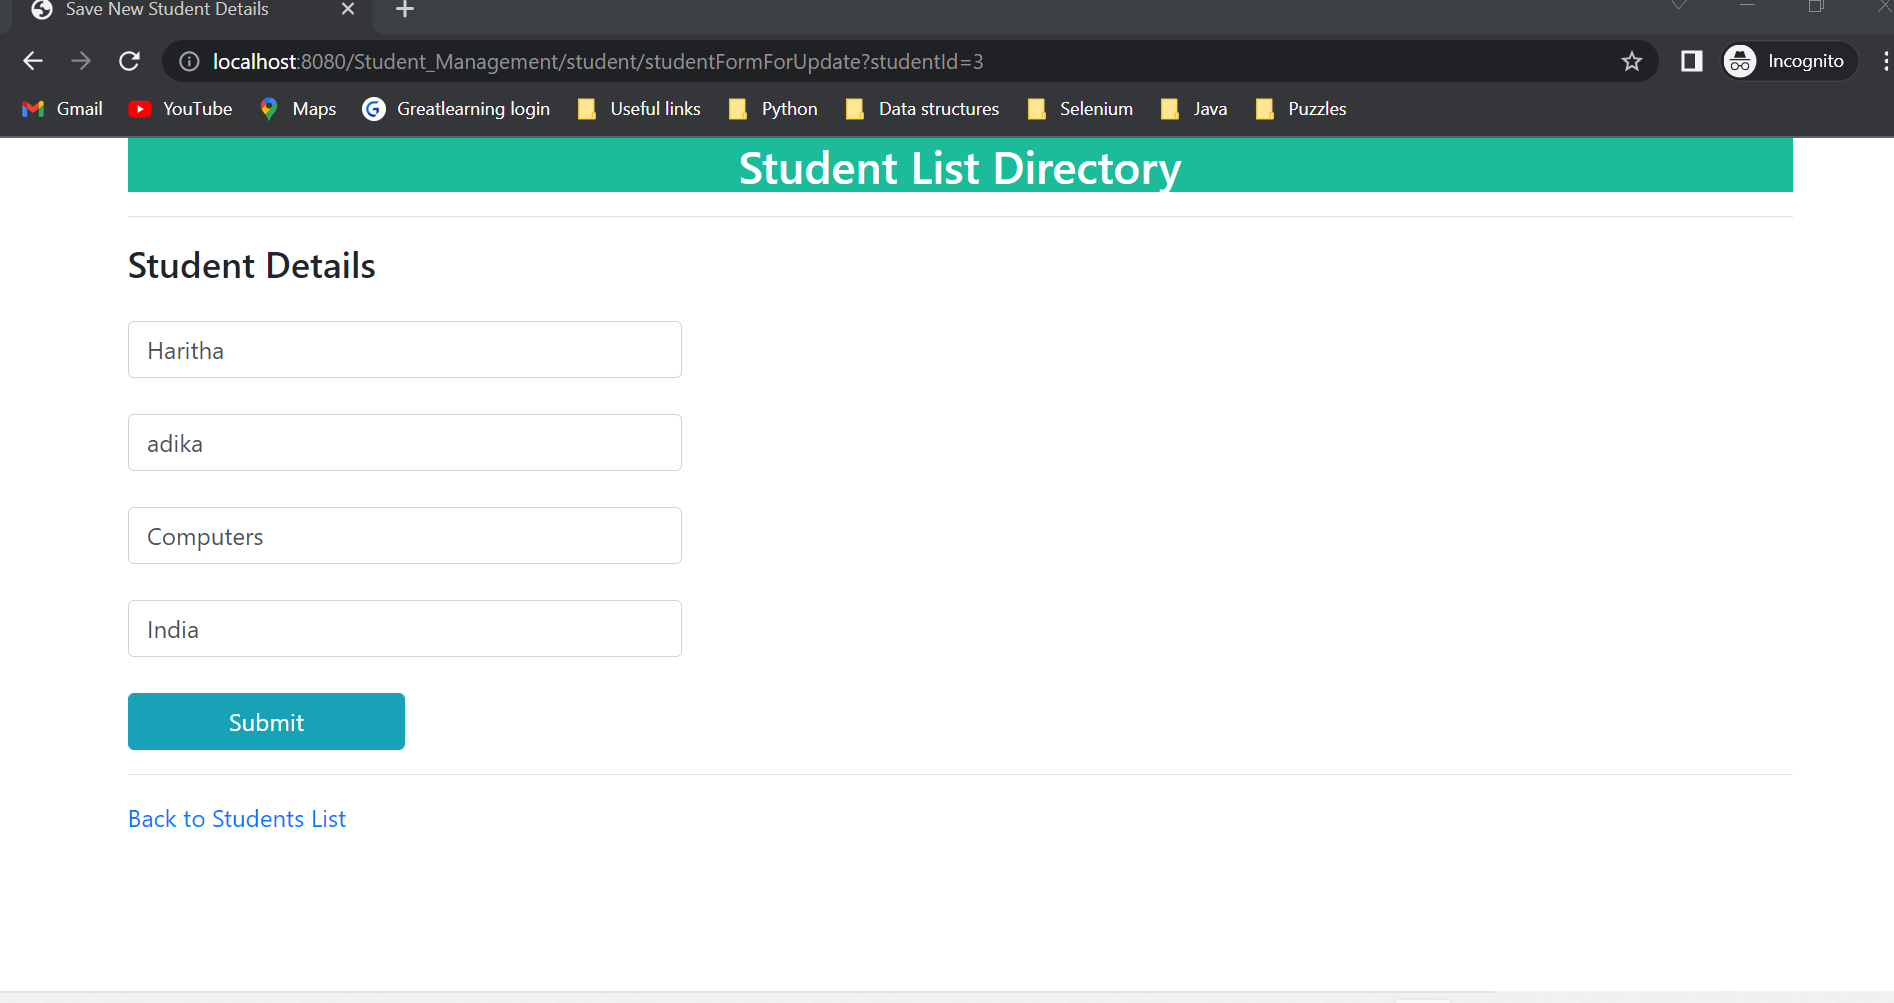 Save New Student Details
localhost:8080/Student_Management/student/studentFormForUpdate?studentId=3
Incognito
Gmail YouTube Maps Greatlearning login Useful links Python Data structures Selenium Java Puzzles
Student List Directory
Student Details
Haritha
adika
Computers
India
Submit
Back to Students List